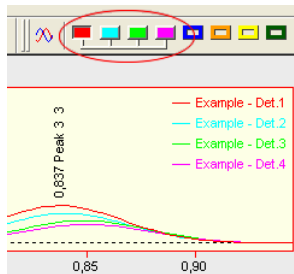 Example - Det.1
Example - Det.2
Example - Det.3
Example - Det.4
0,837 Peak 3 3
0,85 0,90